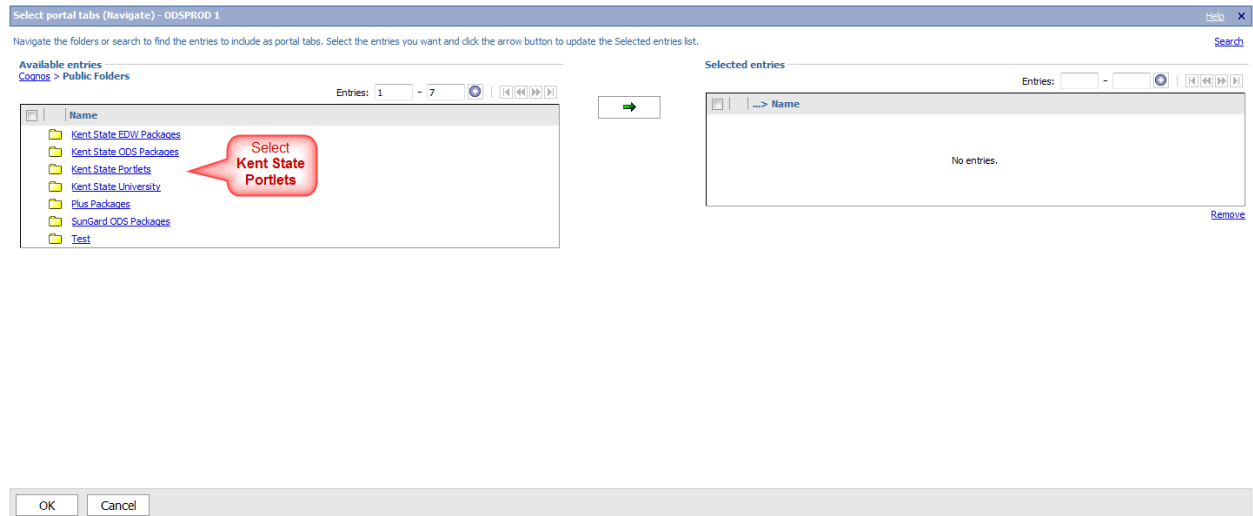 Select portal tabs (Navigate) - ODSPROD 1
Help X
Navigate the folders or search to find the entries to include as portal tabs. Select the entries you want and click the arrow button to update the Selected entries list.
Search
Available entries
Cognos > Public Folders
Entries: 1 - 7
Name
Kent State EDW Packages
Kent State ODS Packages
Kent State Portlets
Kent State University
Plus Packages
SunGard ODS Packages
Test
Select
Kent State
Portlets
Selected entries
Entries: -
...> Name
No entries.
Remove
OK Cancel